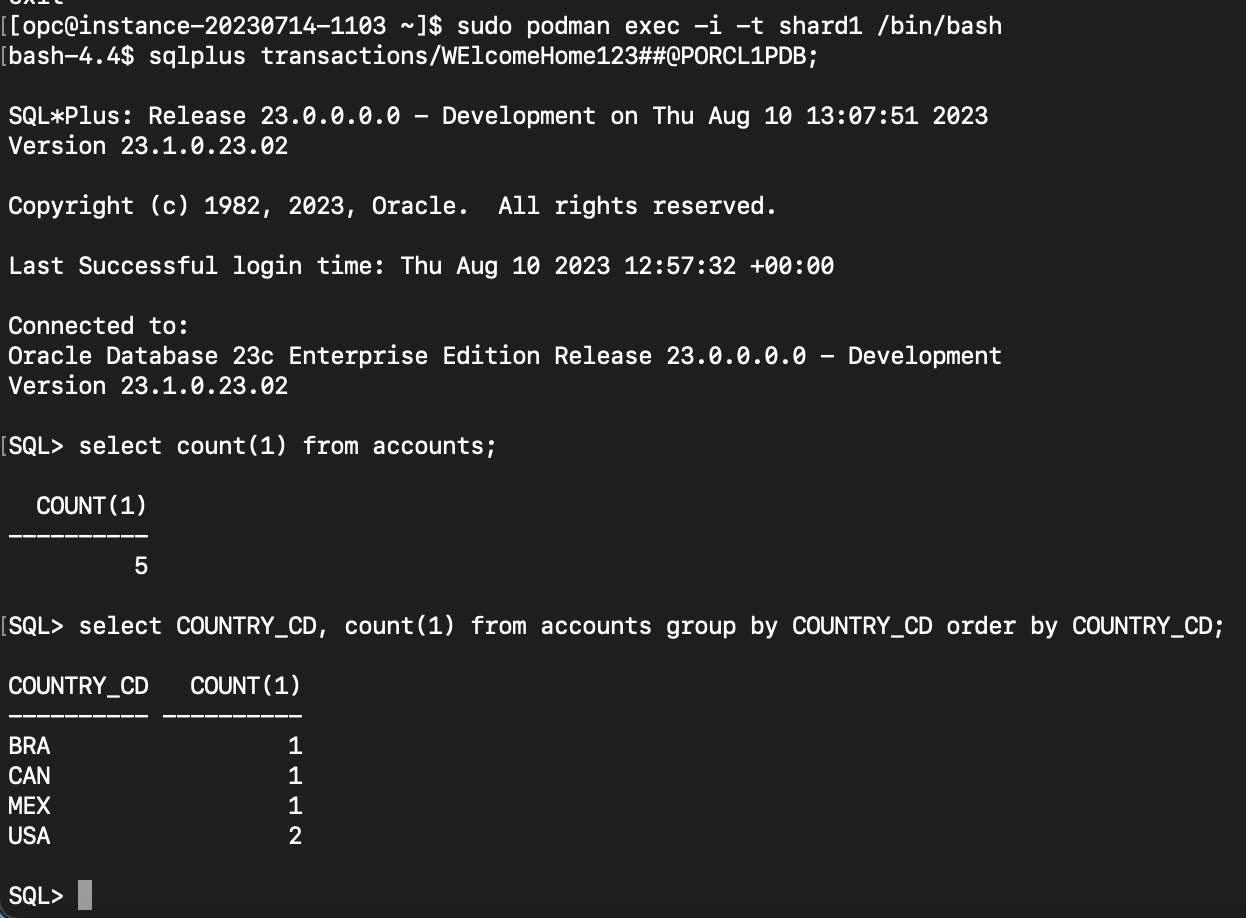 exit
[[opc@instance-20230714-1103 ~]$ sudo podman exec -i -t shard1 /bin/bash
[bash-4.4$ sqlplus transactions/WElcomeHome123##@PORCL1PDB;
SQL*Plus: Release 23.0.0.0.0 - Development on Thu Aug 10 13:07:51 2023
Version 23.1.0.23.02
Copyright (c) 1982, 2023, Oracle.  All rights reserved.
Last Successful login time: Thu Aug 10 2023 12:57:32 +00:00
Connected to:
Oracle Database 23c Enterprise Edition Release 23.0.0.0.0 - Development
Version 23.1.0.23.02
[SQL> select count(1) from accounts;
  COUNT(1)
----------
         5
[SQL> select COUNTRY_CD, count(1) from accounts group by COUNTRY_CD order by COUNTRY_CD;
COUNTRY_CD   COUNT(1)
---------- ----------
BRA                 1
CAN                 1
MEX                 1
USA                 2
SQL>